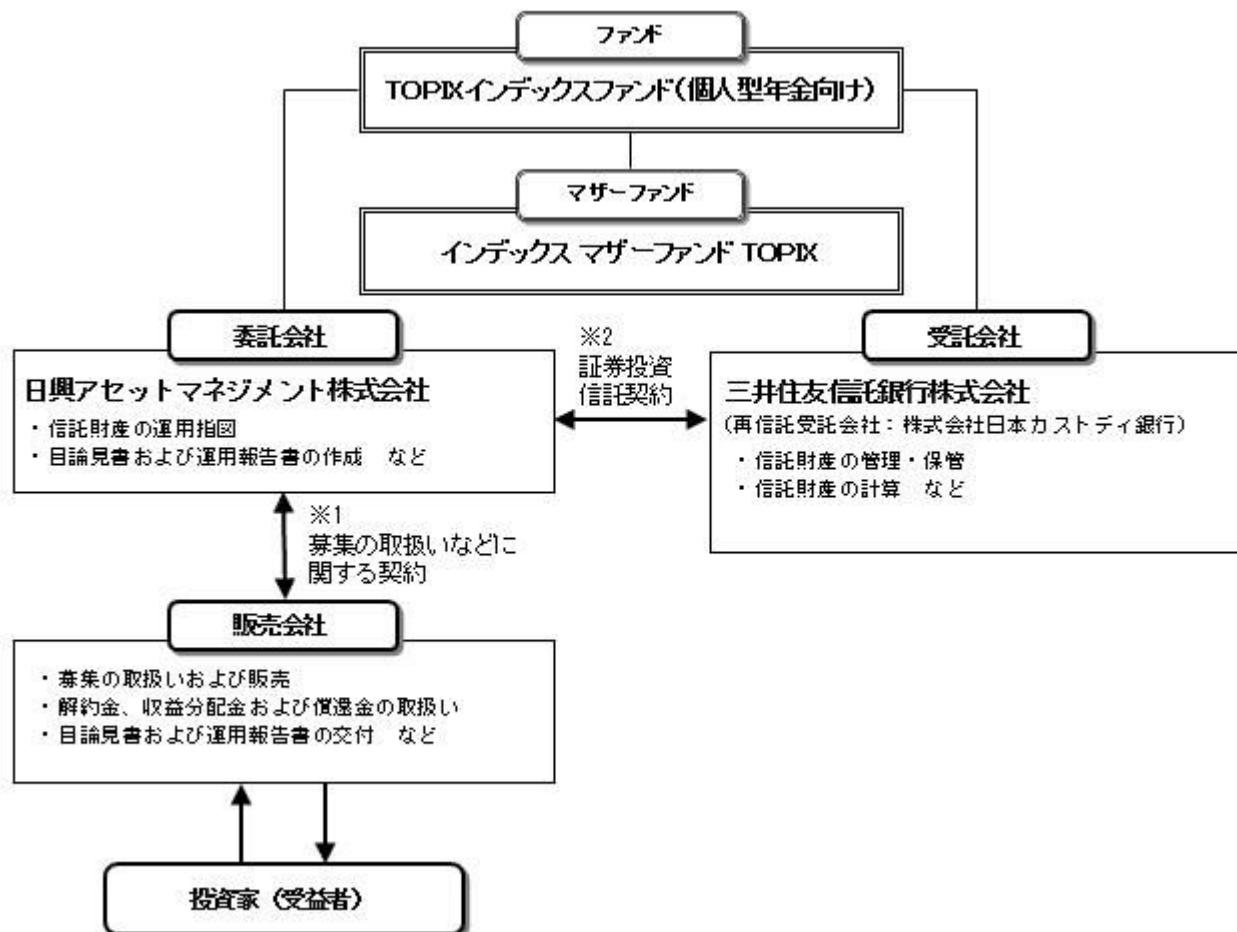 ファンド
TOPIXインデックスファンド(個人型年金向け)
マザーファンド
インデックス マザーファンド TOPIX
委託会社
日興アセットマネジメント株式会社
・信託財産の運用指図
・目論見書および運用報告書の作成 など
※2
証券投資
信託契約
受託会社
三井住友信託銀行株式会社
(再信託受託会社：株式会社日本カストディ銀行)
・信託財産の管理・保管
・信託財産の計算 など
※1
募集の取扱いなどに
関する契約
販売会社
・募集の取扱いおよび販売
・解約金、収益分配金および償還金の取扱い
・目論見書および運用報告書の交付 など
投資家（受益者）